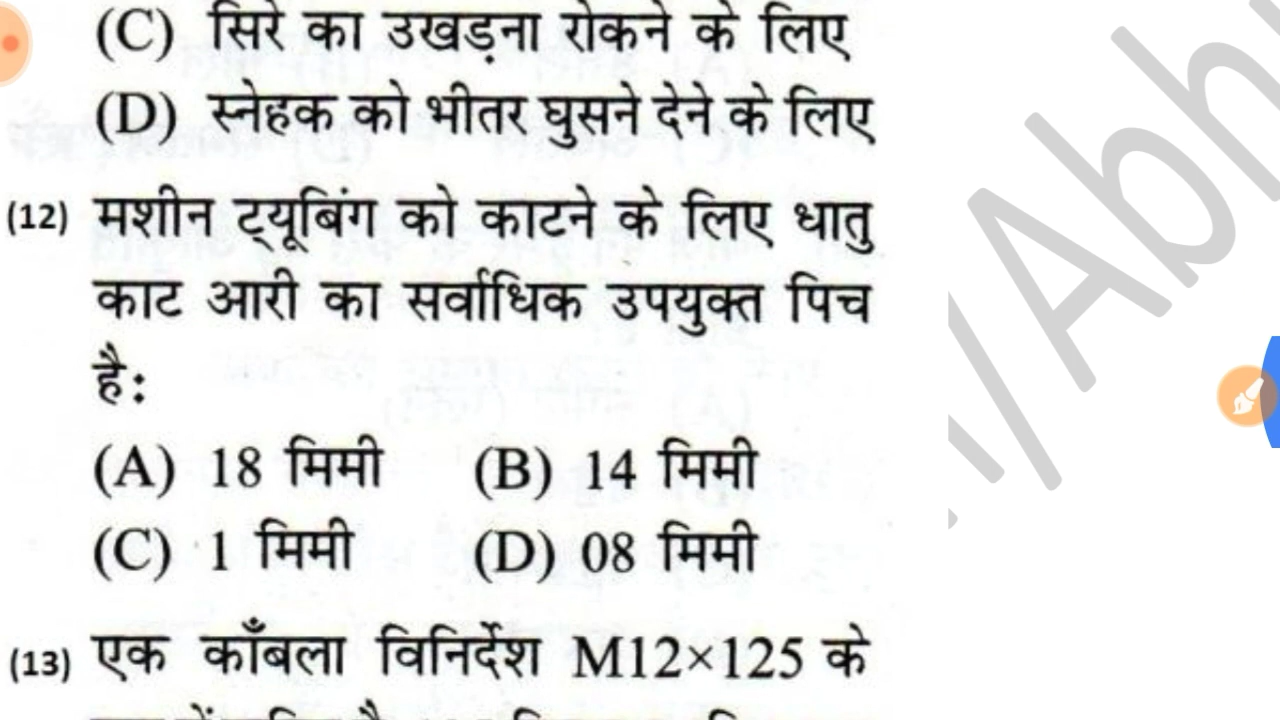 (C) सिरे का उखड़ना रोकने के लिए
(D) स्नेहक को भीतर घुसने देने के लिए
(12) मशीन ट्यूबिंग को काटने के लिए धातु
काट आरी का सर्वाधिक उपयुक्त पिच
है:
(A) 18 मिमी (B) 14 मिमी
(C) 1 मिमी (D) 08 मिमी
(13) एक काँबला विनिर्देश M12×125 के